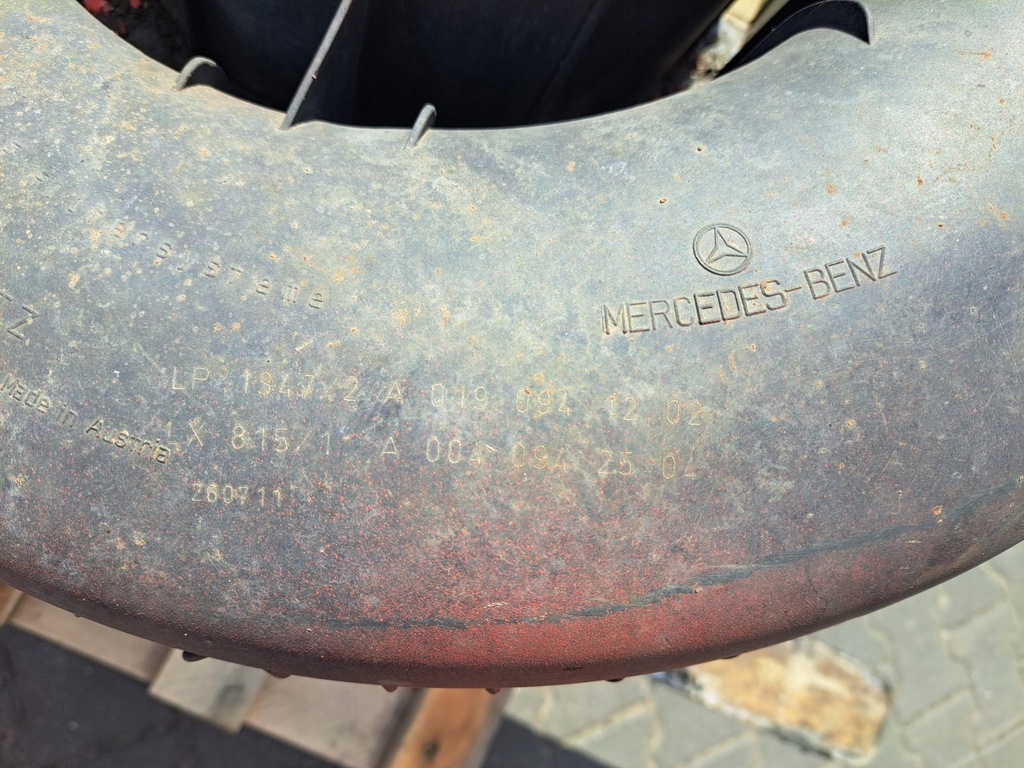 MERCEDES-BENZ
LP 1547/2 A 019 094 12 02
LX 815/1 A 004 094 25 04
Made in Austria
260711